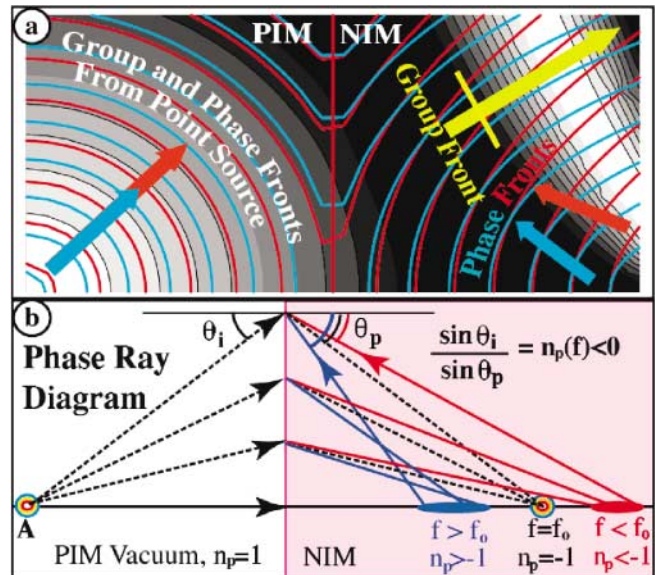 a
PIM NIM
Group and Phase Fronts
From Point Source
Group Front
Phase Fronts
b
Phase Ray
Diagram
θi
θp
sin θi
sin θp
= np(f)<0
A
f > fo
np>-1
f=fo
np=-1
f < fo
np<-1
PIM Vacuum, np=1
NIM